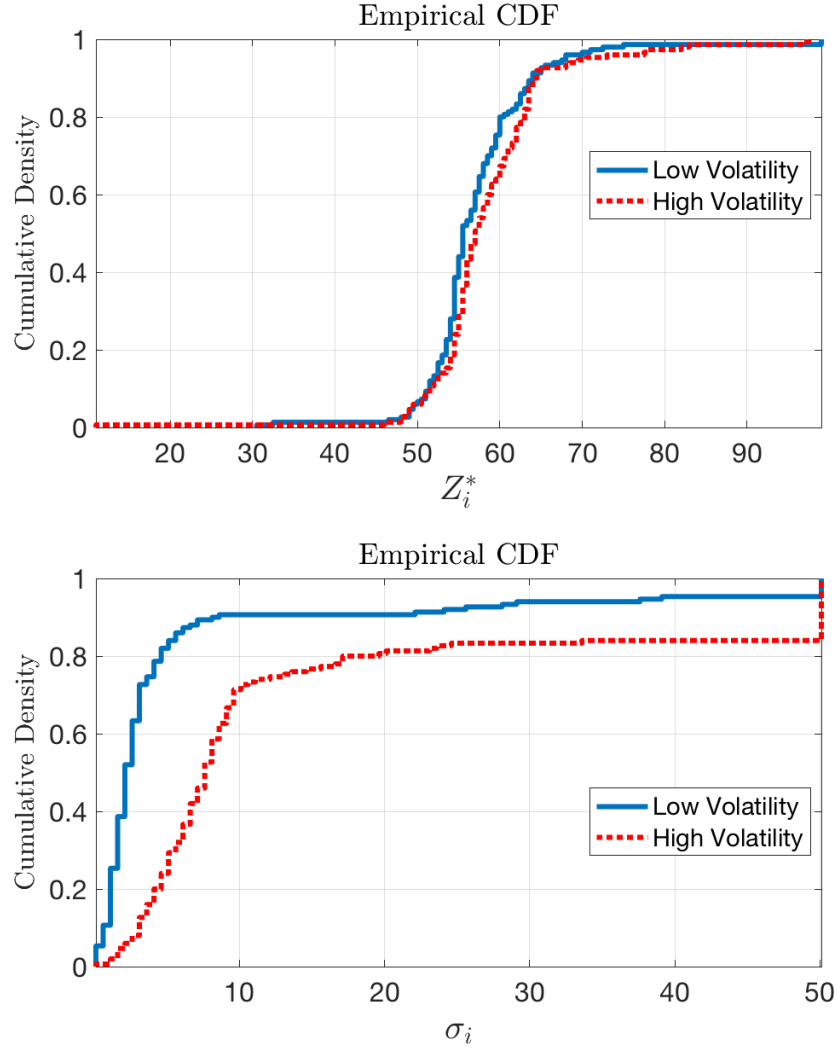 Empirical CDF
Cumulative Density
1
0.8
0.6
0.4
0.2
0
Low Volatility
High Volatility
20 30 40 50 60 70 80 90
Z_i^*
Empirical CDF
Cumulative Density
1
0.8
0.6
0.4
0.2
0
Low Volatility
High Volatility
10 20 30 40 50
σ_i